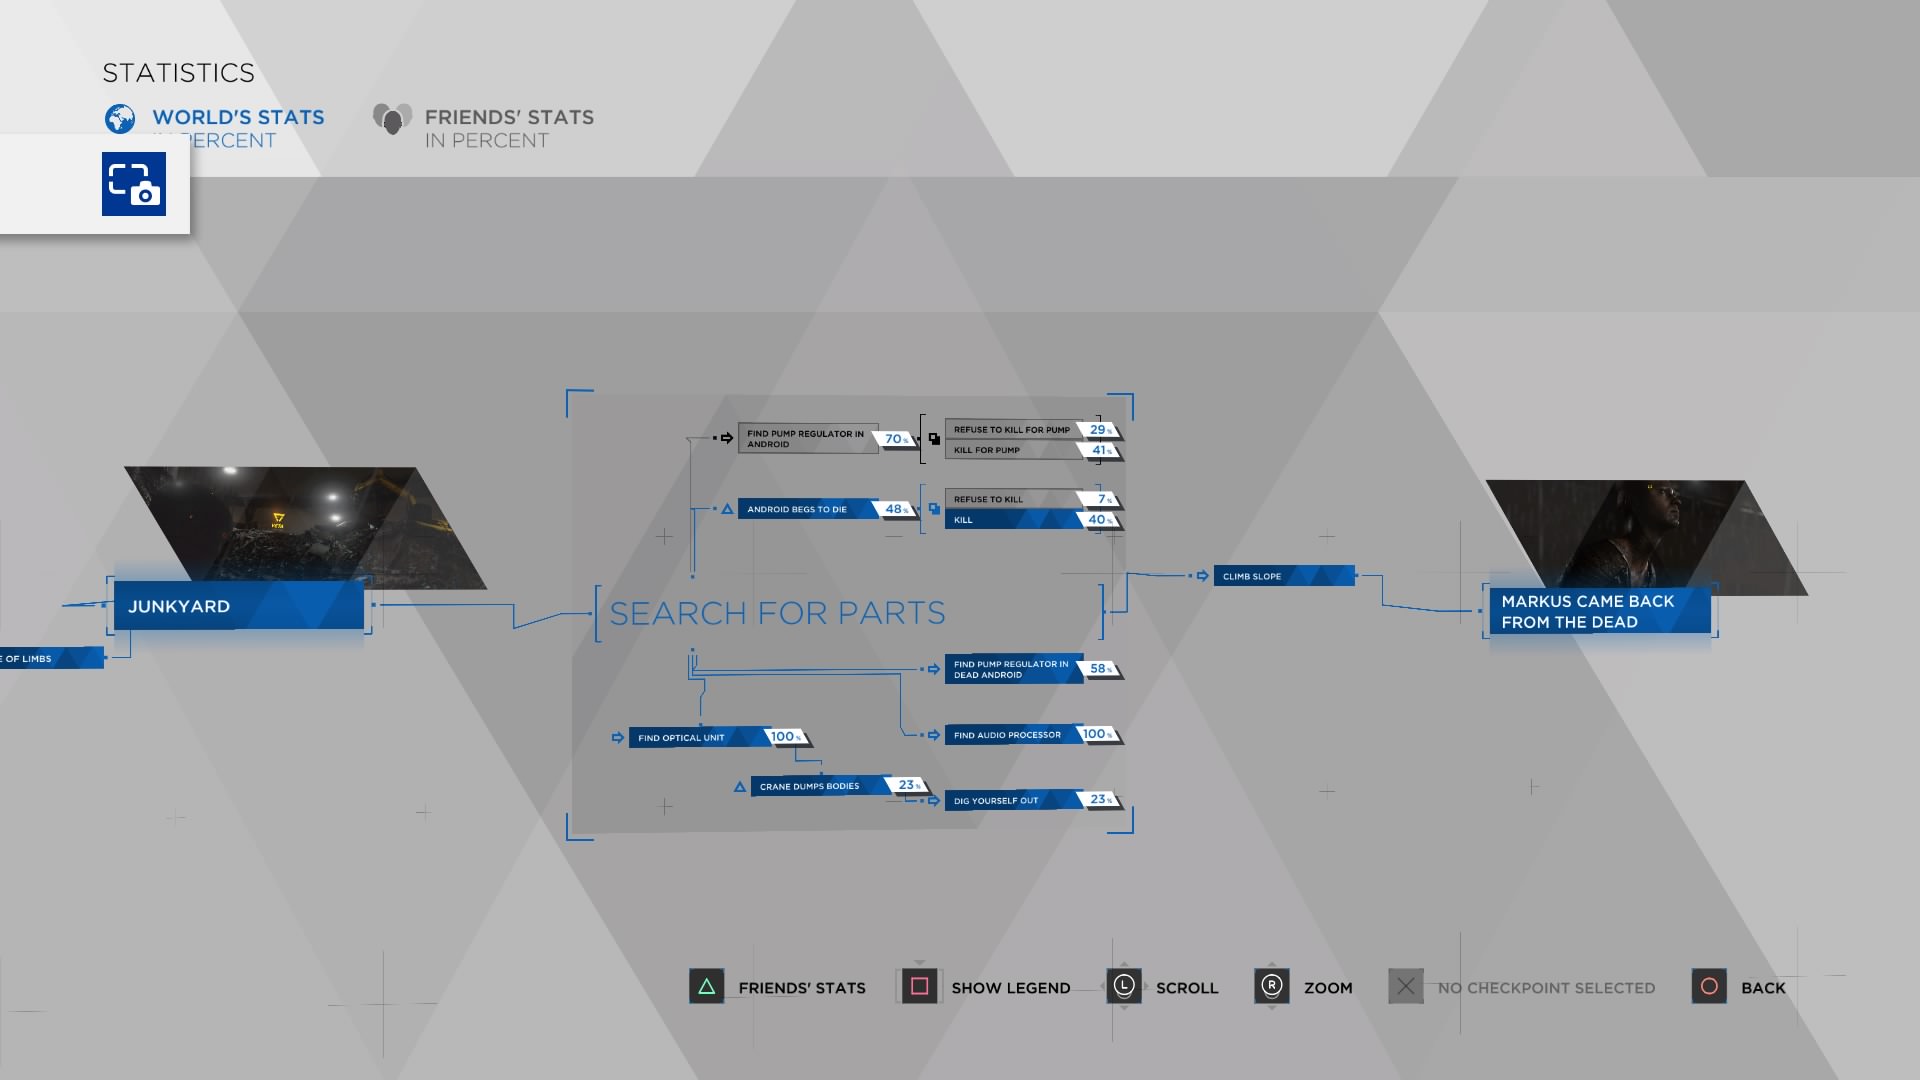 STATISTICS
WORLD'S STATS
PERCENT
FRIENDS' STATS
IN PERCENT
FIND PUMP REGULATOR IN
ANDROID
70%
REFUSE TO KILL FOR PUMP
29%
KILL FOR PUMP
41%
ANDROID BEGS TO DIE
48%
REFUSE TO KILL
7%
KILL
40%
JUNKYARD
SEARCH FOR PARTS
CLIMB SLOPE
MARKUS CAME BACK
FROM THE DEAD
E OF LIMBS
FIND PUMP REGULATOR IN
DEAD ANDROID
58%
FIND OPTICAL UNIT
100%
FIND AUDIO PROCESSOR
100%
CRANE DUMPS BODIES
23%
DIG YOURSELF OUT
23%
FRIENDS' STATS
SHOW LEGEND
L
SCROLL
R
ZOOM
NO CHECKPOINT SELECTED
BACK